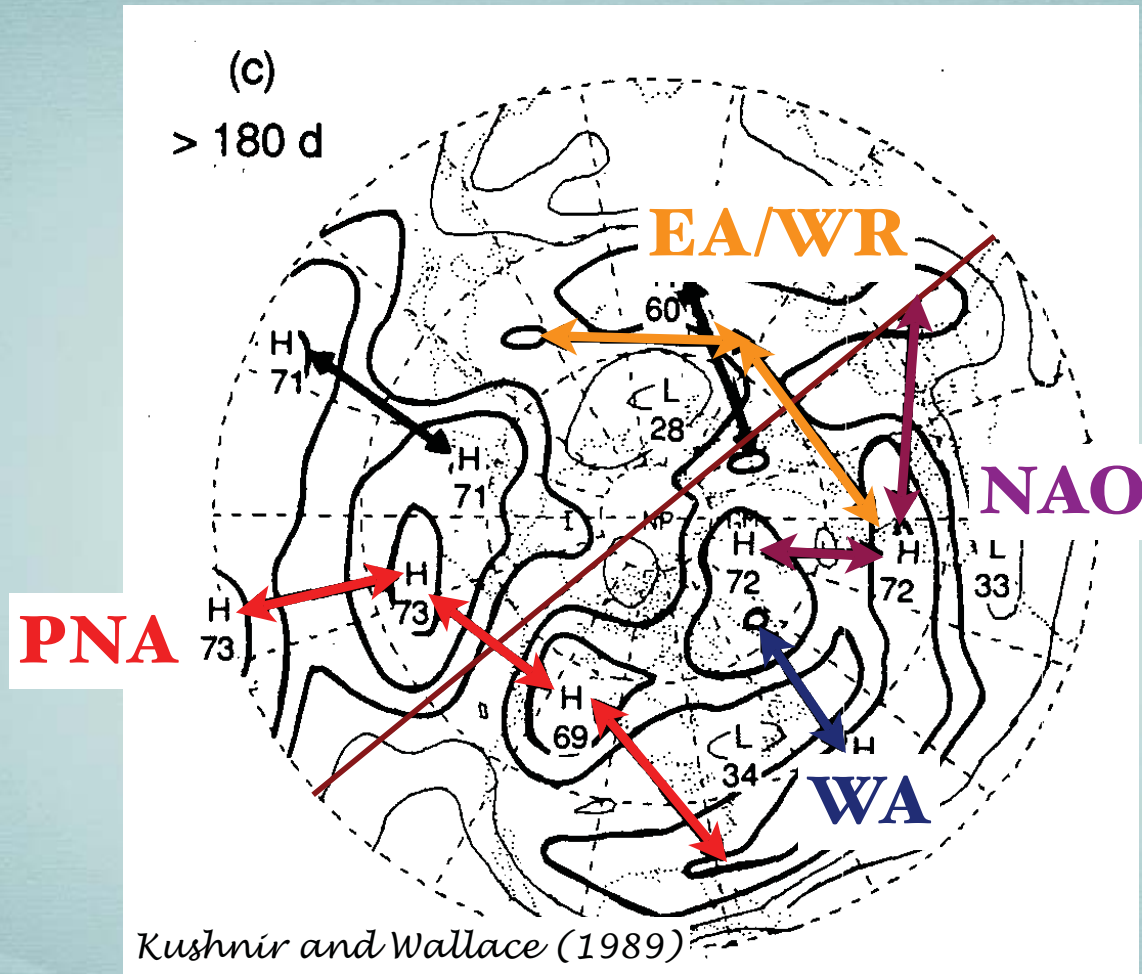 (c)
> 180 d
EA/WR
60
H
71
L
28
H
71
NP
NAO
H
72
H
72
L
33
H
73
H
73
PNA
H
69
L
34
H
WA
Kushnir and Wallace (1989)